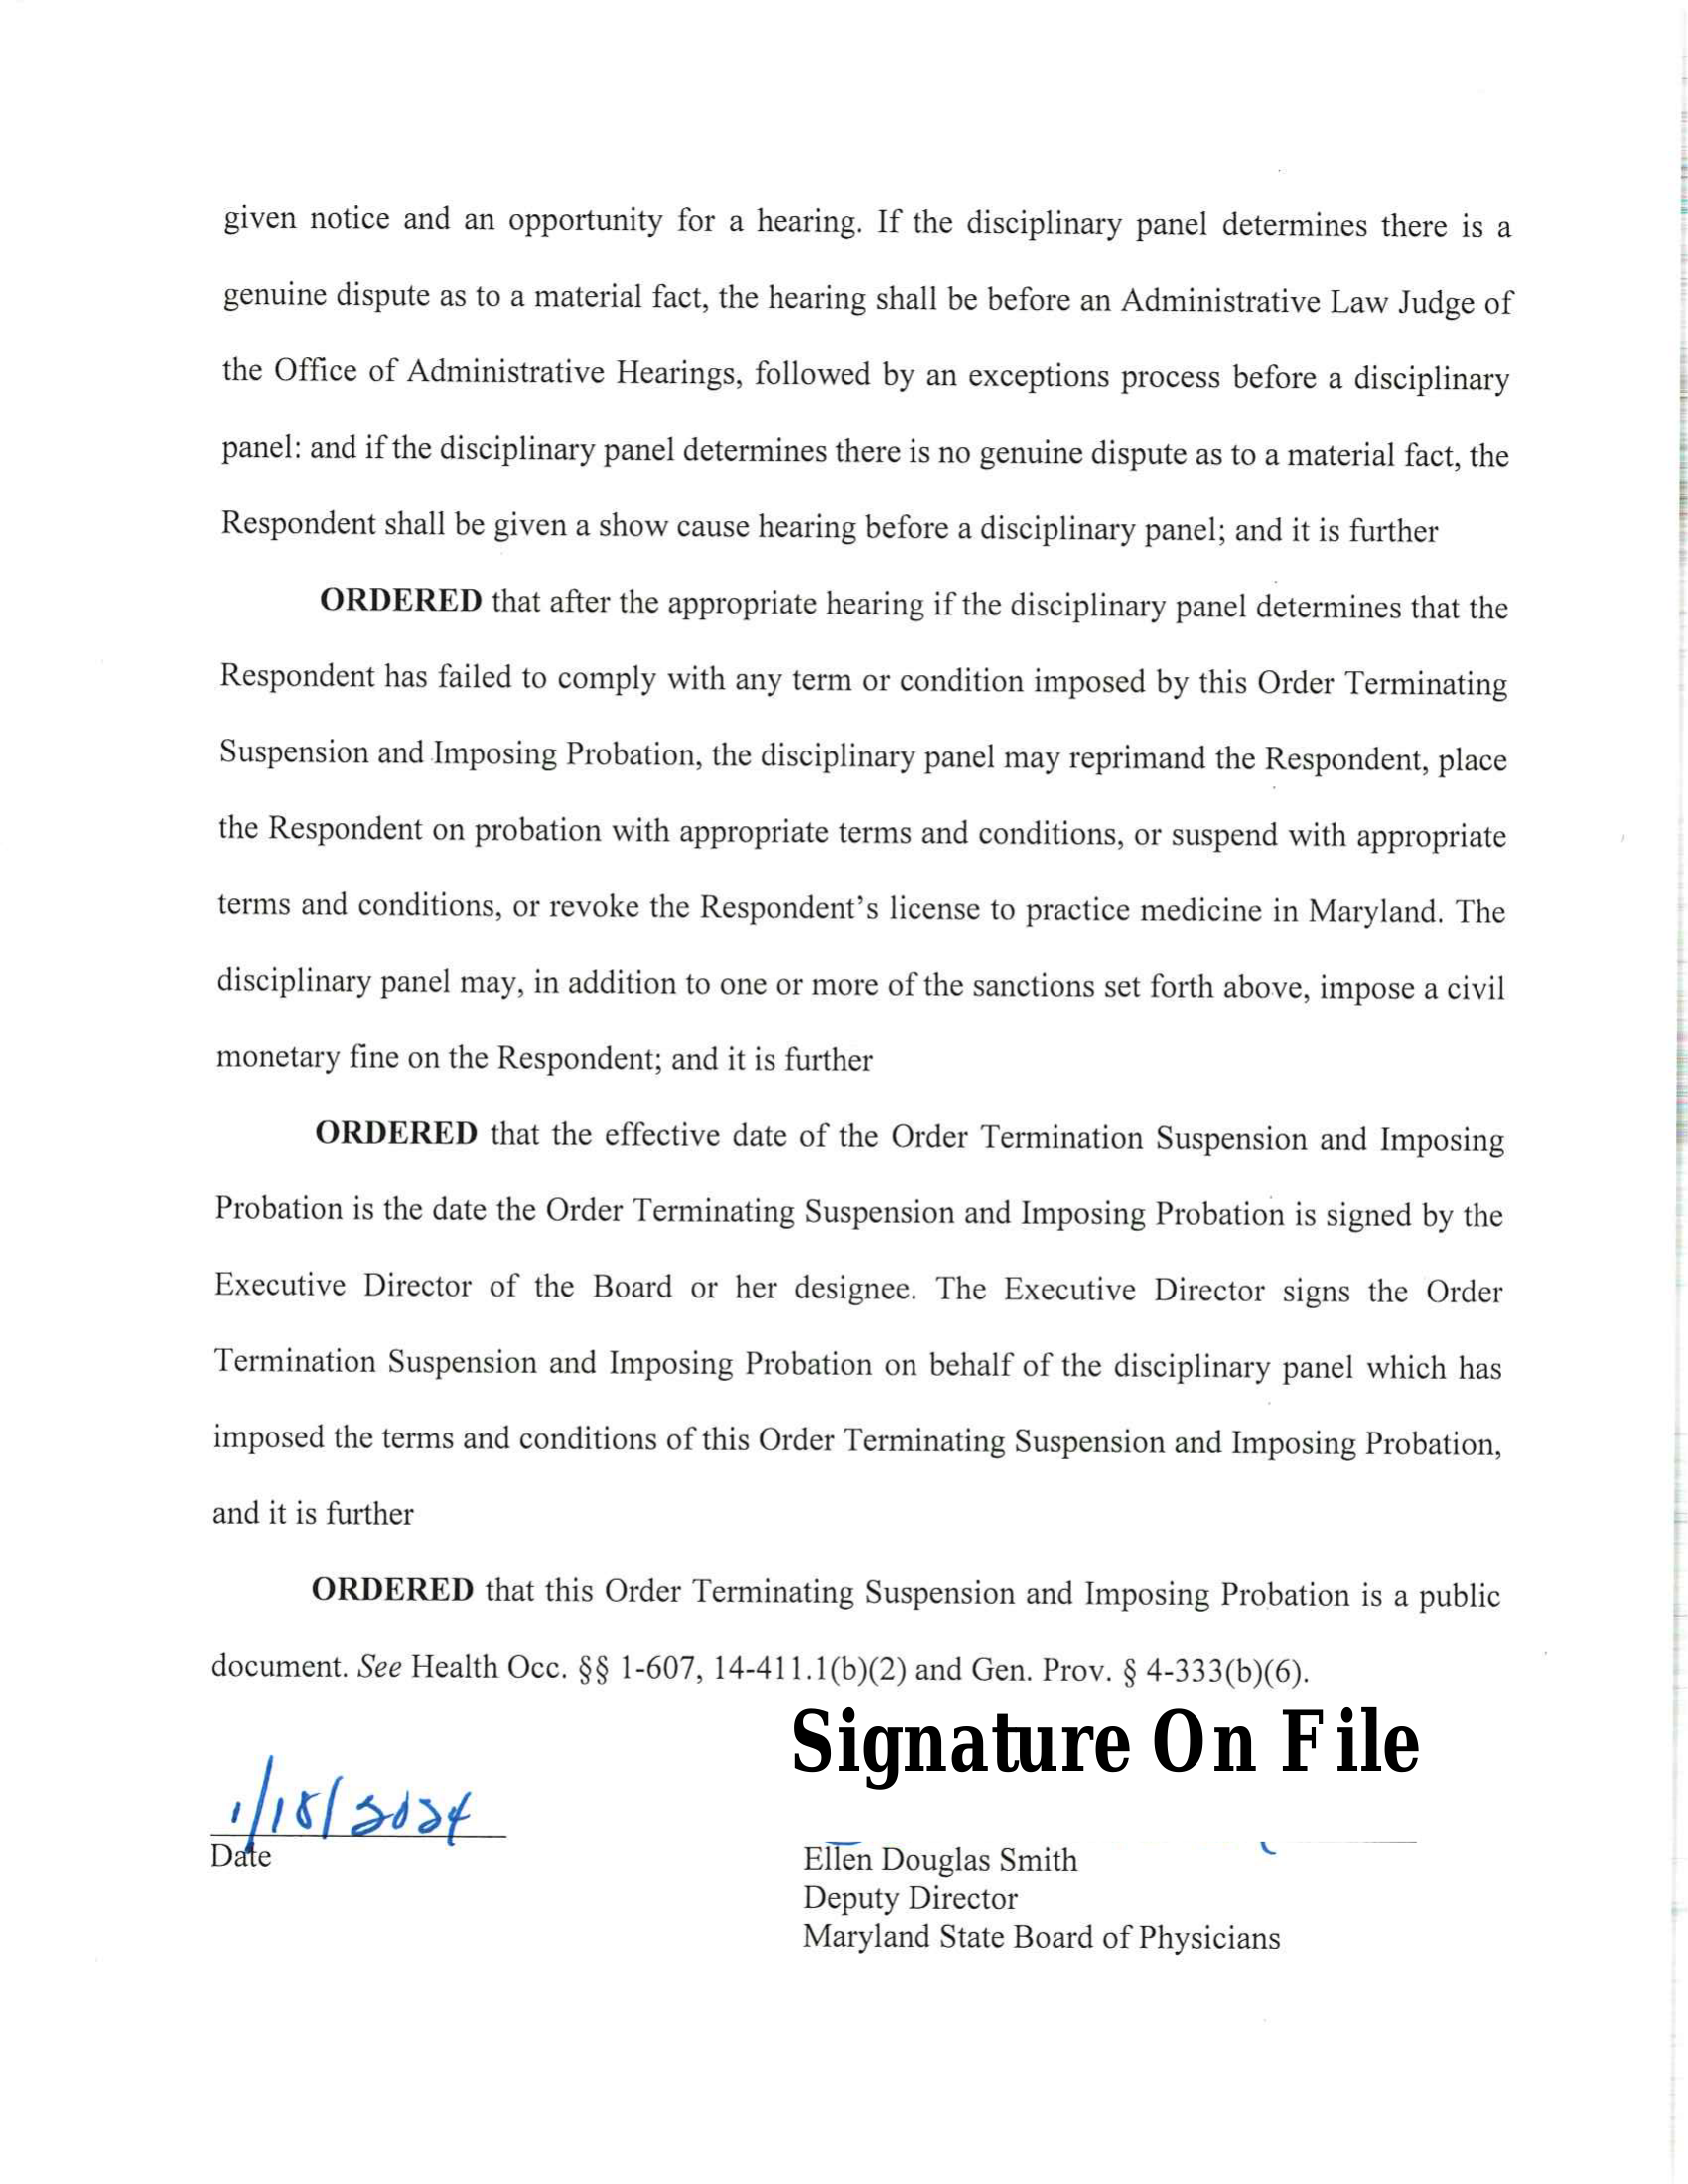 given notice and an opportunity for a hearing. If the disciplinary panel determines there is a
genuine dispute as to a material fact, the hearing shall be before an Administrative Law Judge of
the Office of Administrative Hearings, followed by an exceptions process before a disciplinary
panel: and if the disciplinary panel determines there is no genuine dispute as to a material fact, the
Respondent shall be given a show cause hearing before a disciplinary panel; and it is further
ORDERED that after the appropriate hearing if the disciplinary panel determines that the
Respondent has failed to comply with any term or condition imposed by this Order Terminating
Suspension and Imposing Probation, the disciplinary panel may reprimand the Respondent, place
the Respondent on probation with appropriate terms and conditions, or suspend with appropriate
terms and conditions, or revoke the Respondent's license to practice medicine in Maryland. The
disciplinary panel may, in addition to one or more of the sanctions set forth above, impose a civil
monetary fine on the Respondent; and it is further
ORDERED that the effective date of the Order Termination Suspension and Imposing
Probation is the date the Order Terminating Suspension and Imposing Probation is signed by the
Executive Director of the Board or her designee. The Executive Director signs the Order
Termination Suspension and Imposing Probation on behalf of the disciplinary panel which has
imposed the terms and conditions of this Order Terminating Suspension and Imposing Probation,
and it is further
ORDERED that this Order Terminating Suspension and Imposing Probation is a public
document. See Health Occ. §§ 1-607, 14-411.1(b)(2) and Gen. Prov. § 4-333(b)(6).
Signature On File
1/18/2024
Date
Ellen Douglas Smith
Deputy Director
Maryland State Board of Physicians